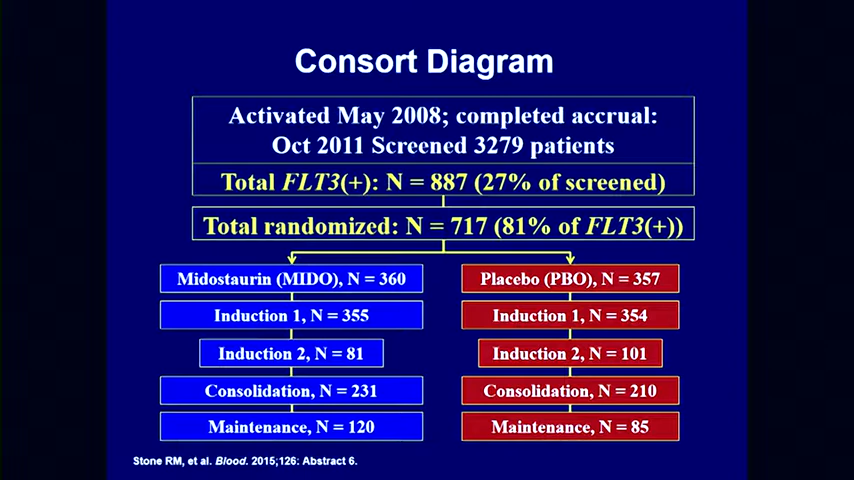 Consort Diagram
Activated May 2008; completed accrual:
Oct 2011 Screened 3279 patients
Total FLT3(+): N = 887 (27% of screened)
Total randomized: N = 717 (81% of FLT3(+))
Midostaurin (MIDO), N = 360
Placebo (PBO), N = 357
Induction 1, N = 355
Induction 1, N = 354
Induction 2, N = 81
Induction 2, N = 101
Consolidation, N = 231
Consolidation, N = 210
Maintenance, N = 120
Maintenance, N = 85
Stone RM, et al. Blood. 2015;126: Abstract 6.